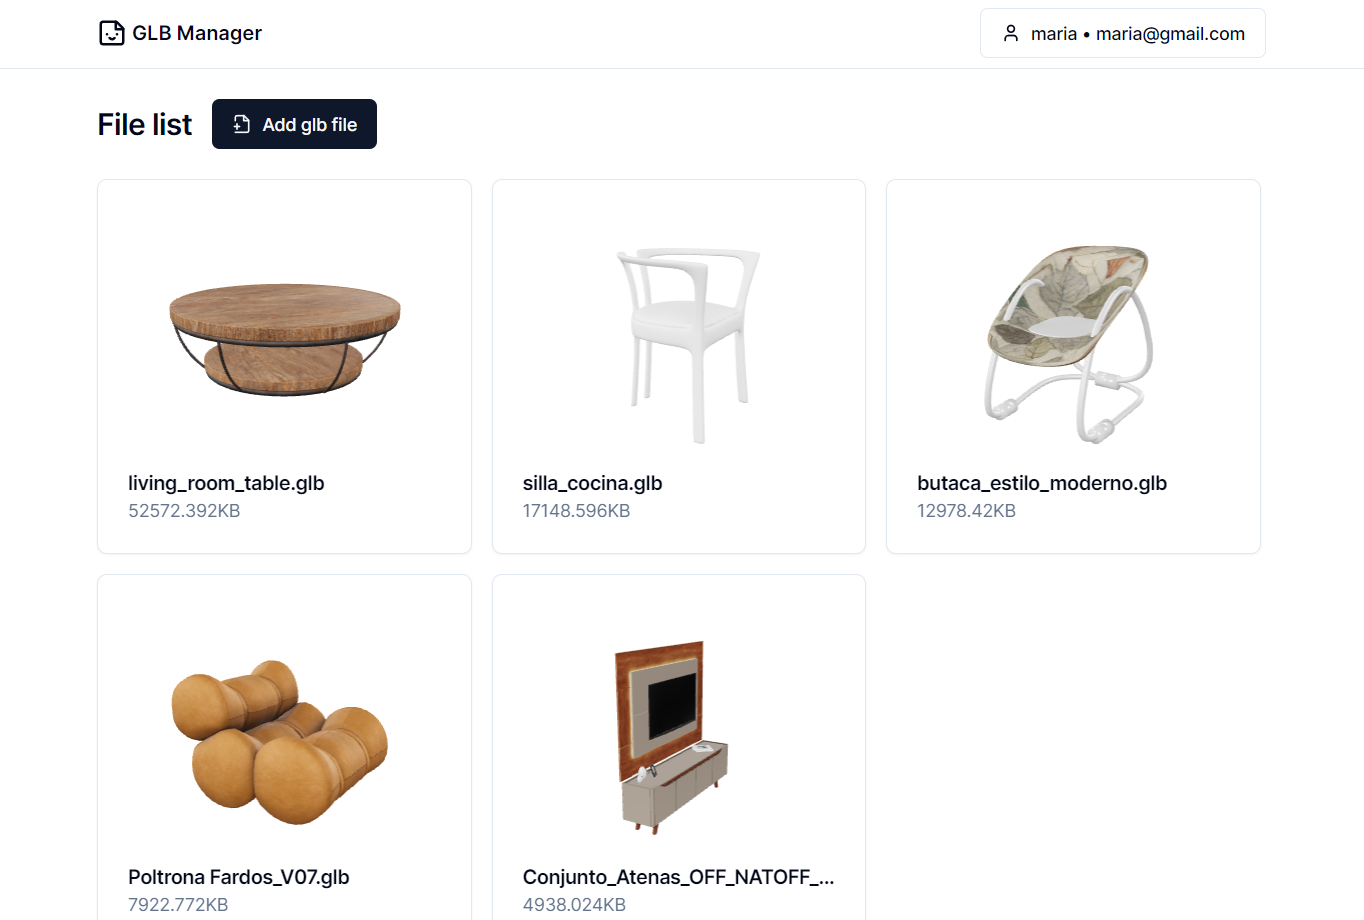 GLB Manager
maria • maria@gmail.com
File list
Add glb file
living_room_table.glb
52572.392KB
silla_cocina.glb
17148.596KB
butaca_estilo_moderno.glb
12978.42KB
Poltrona Fardos_V07.glb
7922.772KB
Conjunto_Atenas_OFF_NATOFF_...
4938.024KB